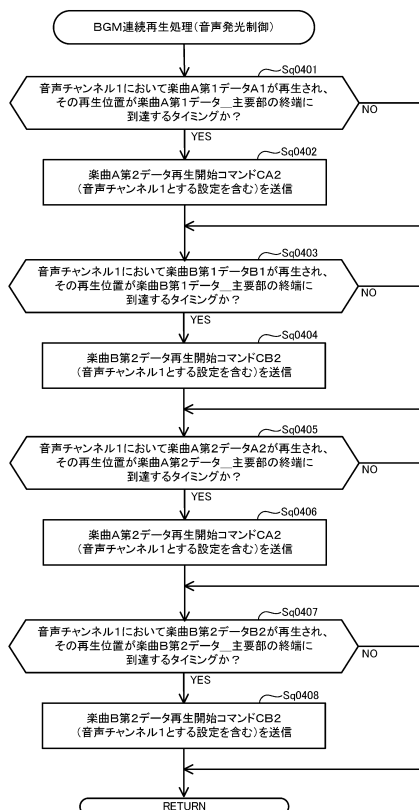 BGM連続再生処理(音声発光制御)
Sq0401
音声チャンネル1において楽曲A第1データA1が再生され、
その再生位置が楽曲A第1データ__主要部の終端に
到達するタイミングか？
NO
YES
Sq0402
楽曲A第2データ再生開始コマンドCA2
(音声チャンネル1とする設定を含む)を送信
Sq0403
音声チャンネル1において楽曲B第1データB1が再生され、
その再生位置が楽曲B第1データ__主要部の終端に
到達するタイミングか？
NO
YES
Sq0404
楽曲B第2データ再生開始コマンドCB2
(音声チャンネル1とする設定を含む)を送信
Sq0405
音声チャンネル1において楽曲A第2データA2が再生され、
その再生位置が楽曲A第2データ__主要部の終端に
到達するタイミングか？
NO
YES
Sq0406
楽曲A第2データ再生開始コマンドCA2
(音声チャンネル1とする設定を含む)を送信
Sq0407
音声チャンネル1において楽曲B第2データB2が再生され、
その再生位置が楽曲B第2データ__主要部の終端に
到達するタイミングか？
NO
YES
Sq0408
楽曲B第2データ再生開始コマンドCB2
(音声チャンネル1とする設定を含む)を送信
RETURN